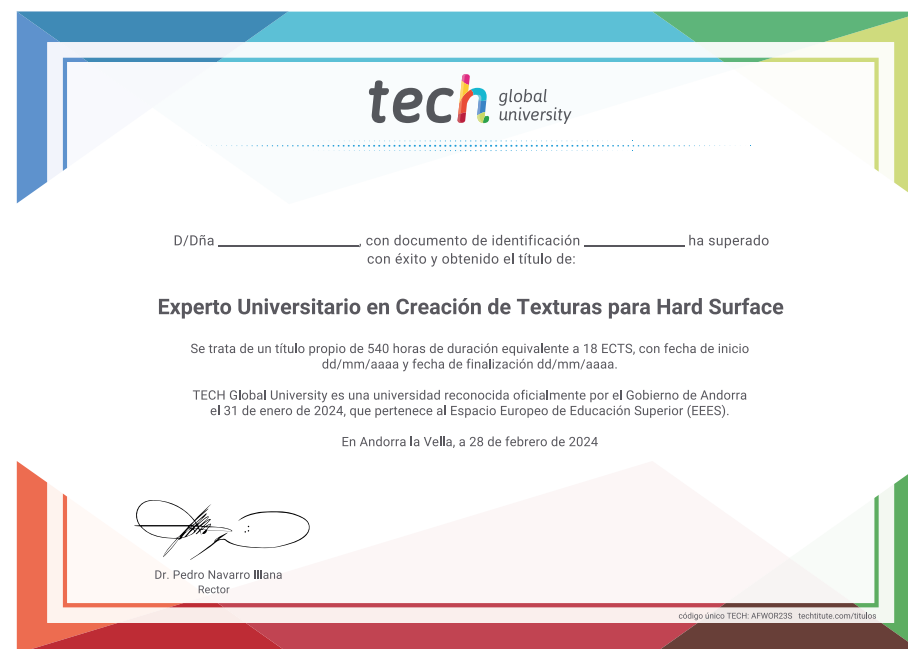 tech global university
D/Dña ____________________, con documento de identificación ______________ ha superado
con éxito y obtenido el título de:
Experto Universitario en Creación de Texturas para Hard Surface
Se trata de un título propio de 540 horas de duración equivalente a 18 ECTS, con fecha de inicio
dd/mm/aaaa y fecha de finalización dd/mm/aaaa.
TECH Global University es una universidad reconocida oficialmente por el Gobierno de Andorra
el 31 de enero de 2024, que pertenece al Espacio Europeo de Educación Superior (EEES).
En Andorra la Vella, a 28 de febrero de 2024
Dr. Pedro Navarro Illana
Rector
código único TECH: AFWOR23S techtitute.com/titulos